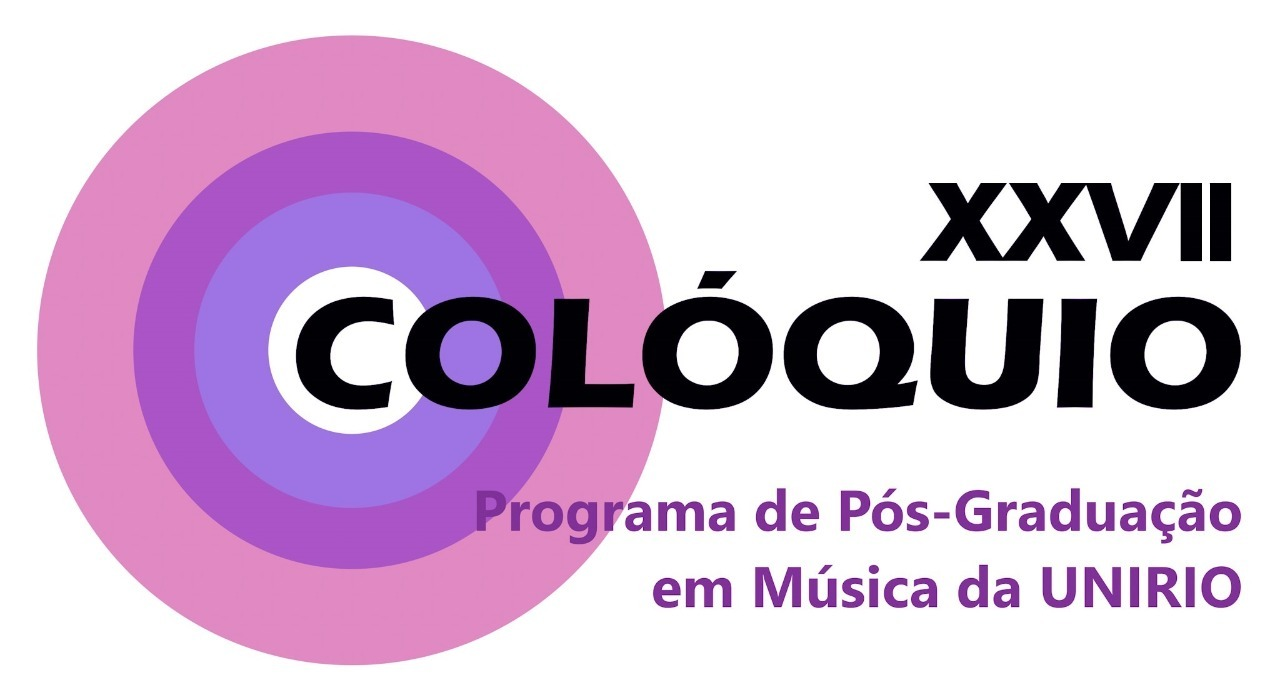 XXVII
COLÓQUIO
Programa de Pós-Graduação
em Música da UNIRIO